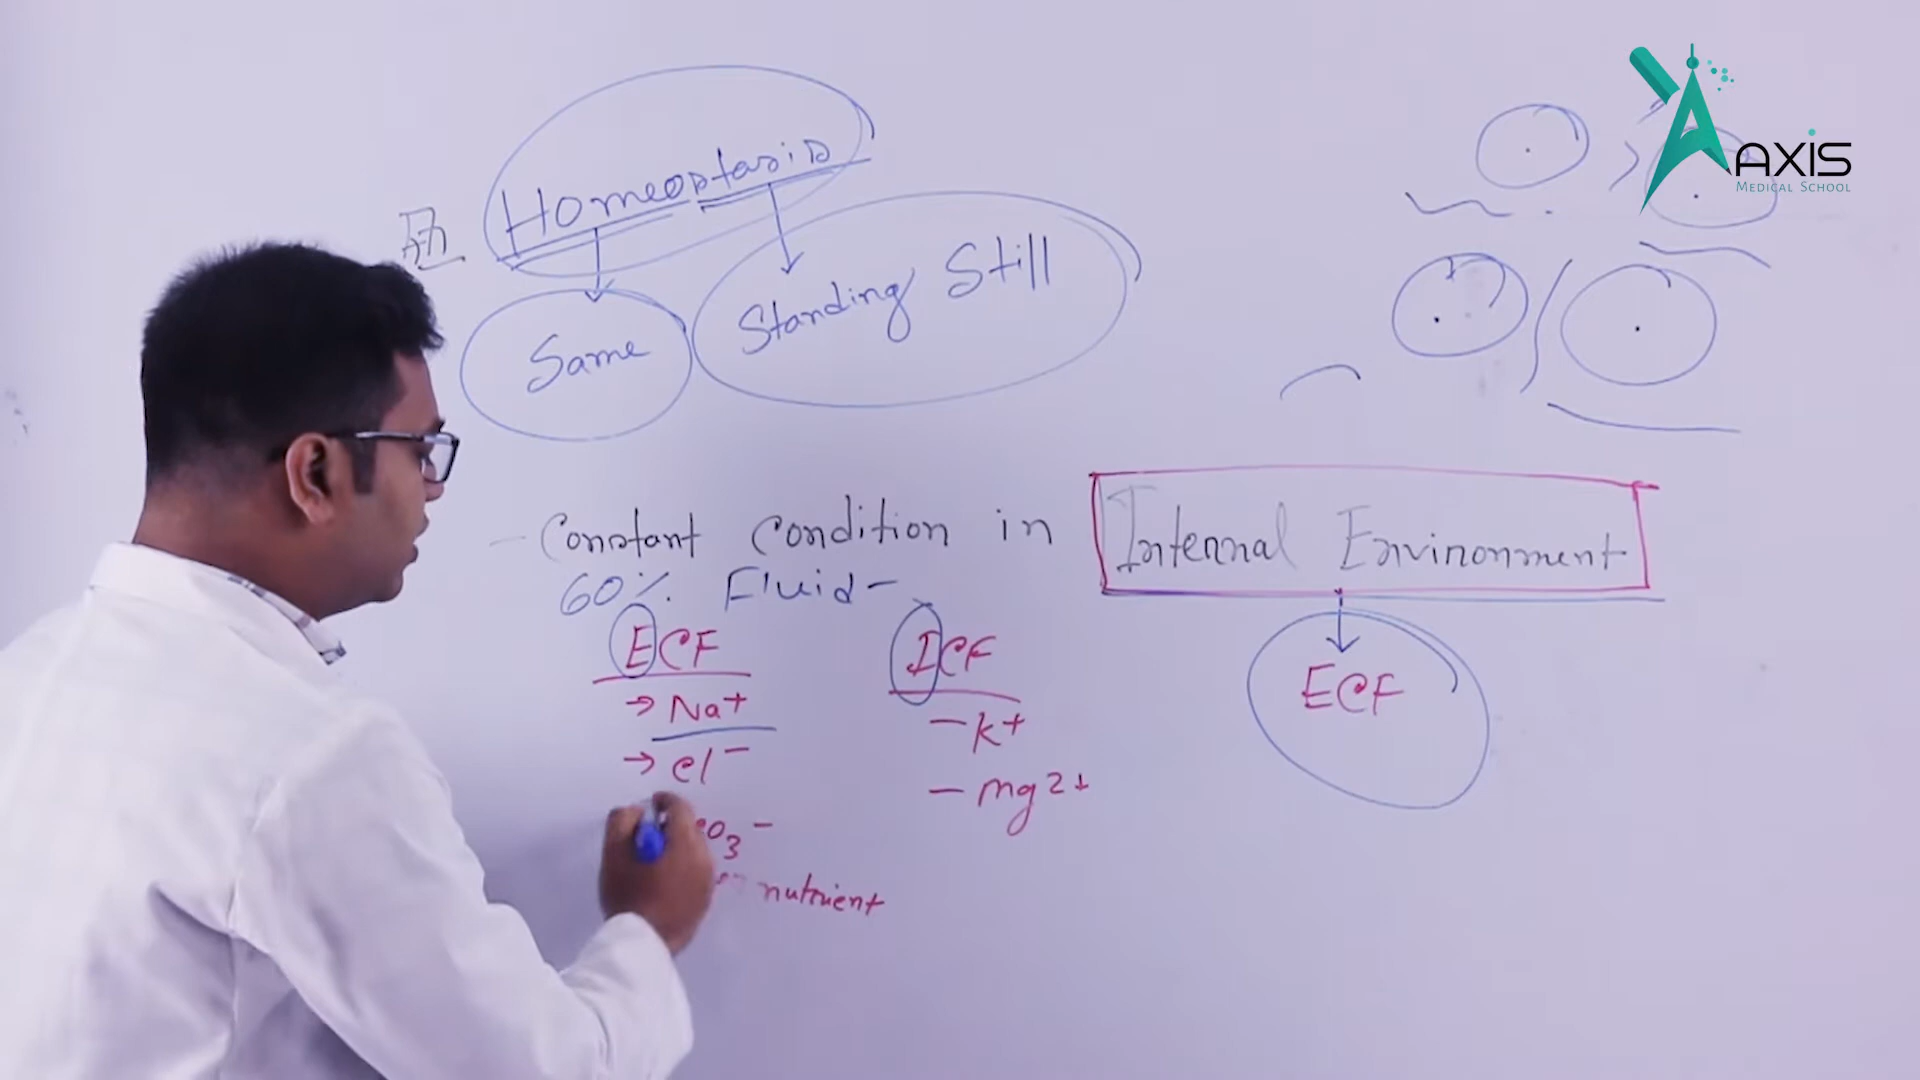 Homeostasis
Same
Standing Still
- Constant Condition in Internal Environment
60% Fluid -
ECF
→ Na+
→ cl-
nutrient
ICF
- K+
- mg2+
ECF
AXIS
MEDICAL SCHOOL